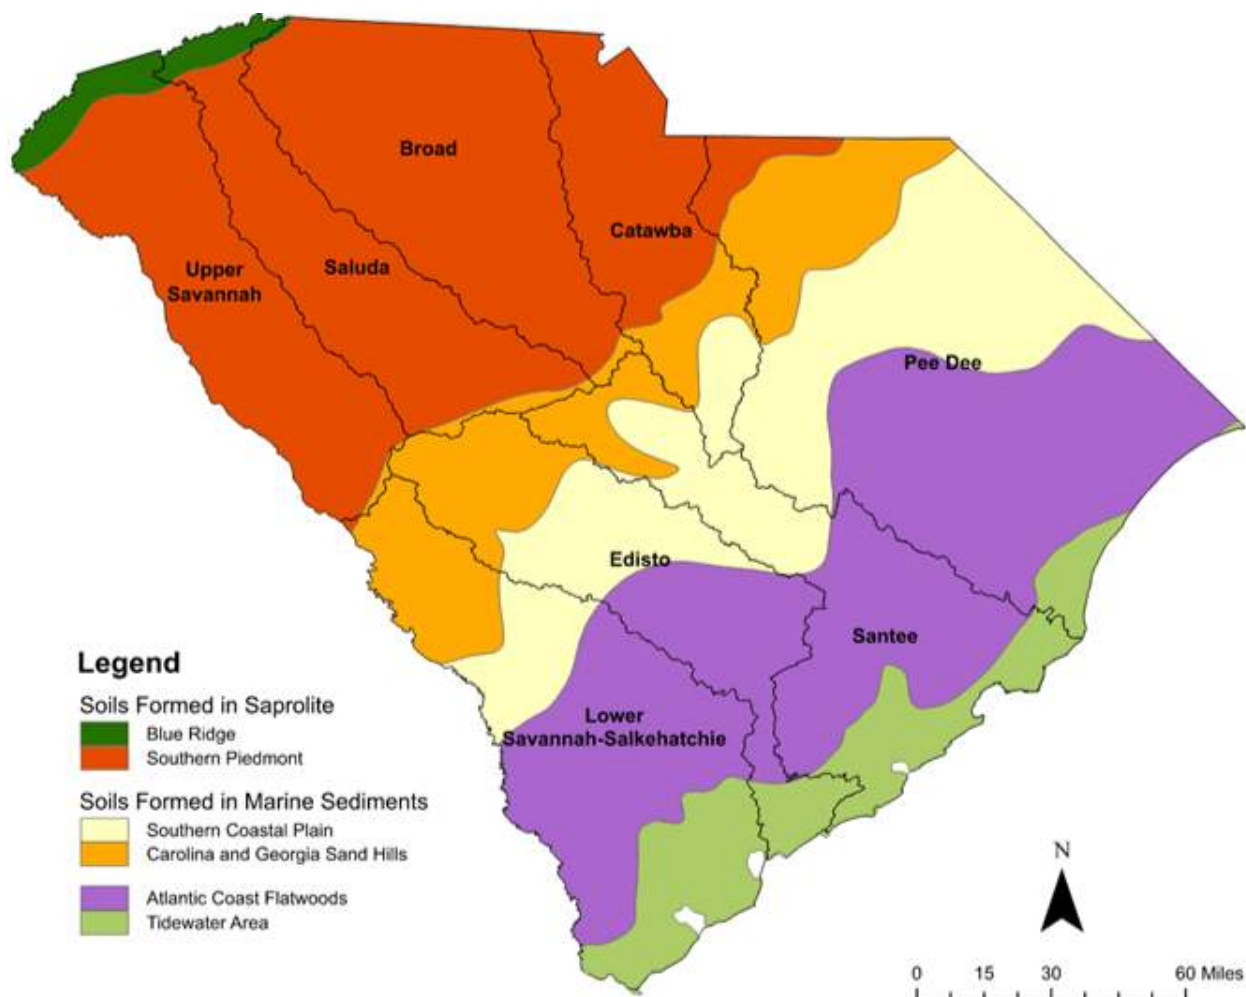 Broad
Catawba
Upper
Savannah
Saluda
Pee Dee
Edisto
Santee
Lower
Savannah-Salkehatchie
Legend
Soils Formed in Saprolite
Blue Ridge
Southern Piedmont
Soils Formed in Marine Sediments
Southern Coastal Plain
Carolina and Georgia Sand Hills
Atlantic Coast Flatwoods
Tidewater Area
N
0 15 30 60 Miles